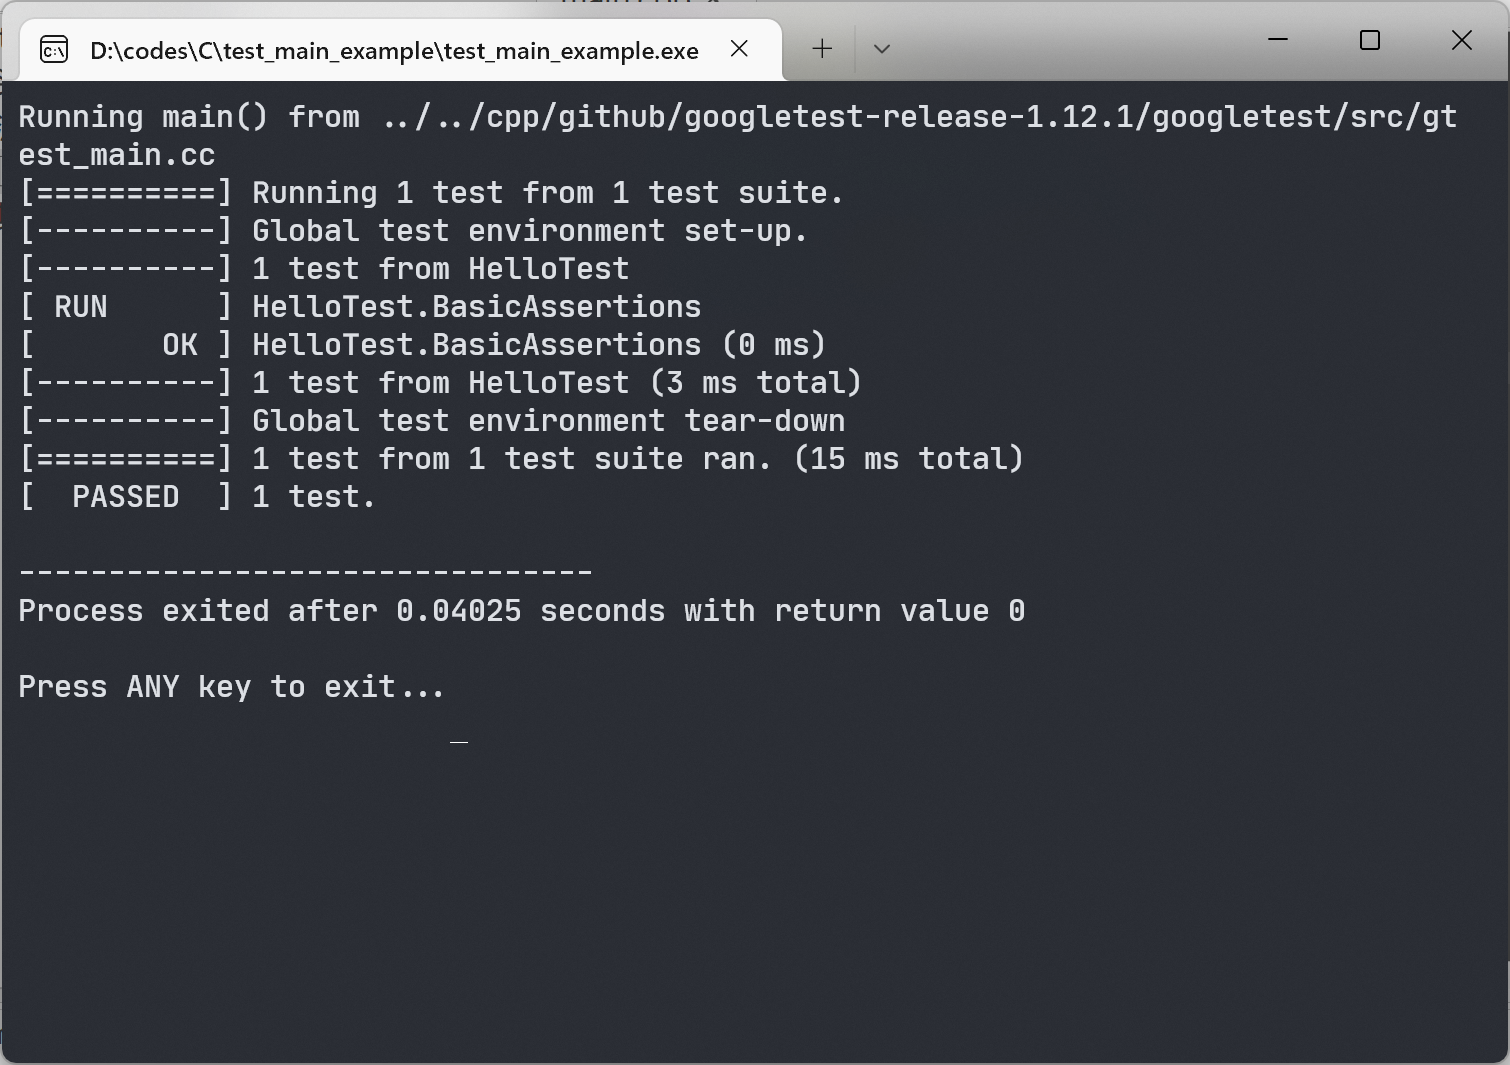 D:\codes\C\test_main_example\test_main_example.exe
Running main() from ../../cpp/github/googletest-release-1.12.1/googletest/src/gt
est_main.cc
[==========] Running 1 test from 1 test suite.
[----------] Global test environment set-up.
[----------] 1 test from HelloTest
[ RUN      ] HelloTest.BasicAssertions
[       OK ] HelloTest.BasicAssertions (0 ms)
[----------] 1 test from HelloTest (3 ms total)
[----------] Global test environment tear-down
[==========] 1 test from 1 test suite ran. (15 ms total)
[  PASSED  ] 1 test.
--------------------------------
Process exited after 0.04025 seconds with return value 0
Press ANY key to exit...